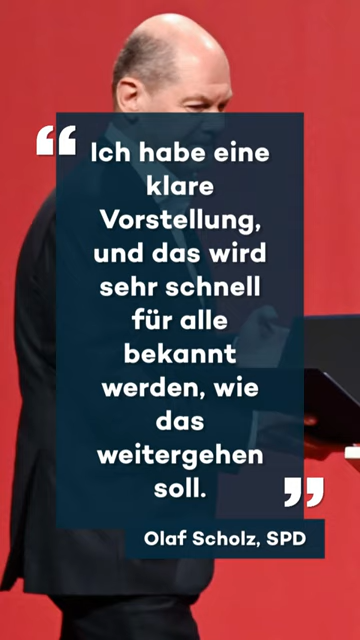 “
Ich habe eine
klare
Vorstellung,
und das wird
sehr schnell
für alle
bekannt
werden, wie
das
weitergehen
soll.
”
Olaf Scholz, SPD